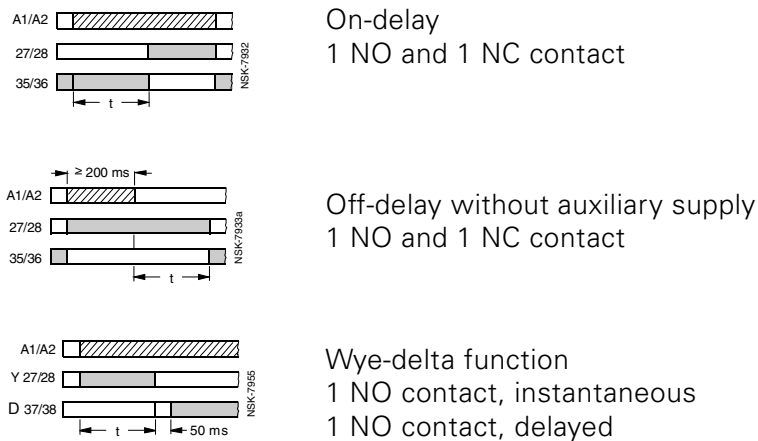 A1/A2
On-delay
27/28
1 NO and 1 NC contact
35/36
t
NSK-7932
≥ 200 ms
A1/A2
Off-delay without auxiliary supply
27/28
1 NO and 1 NC contact
35/36
t
NSK-7933a
A1/A2
Wye-delta function
Y 27/28
1 NO contact, instantaneous
D 37/38
1 NO contact, delayed
t
50 ms
NSK-7955